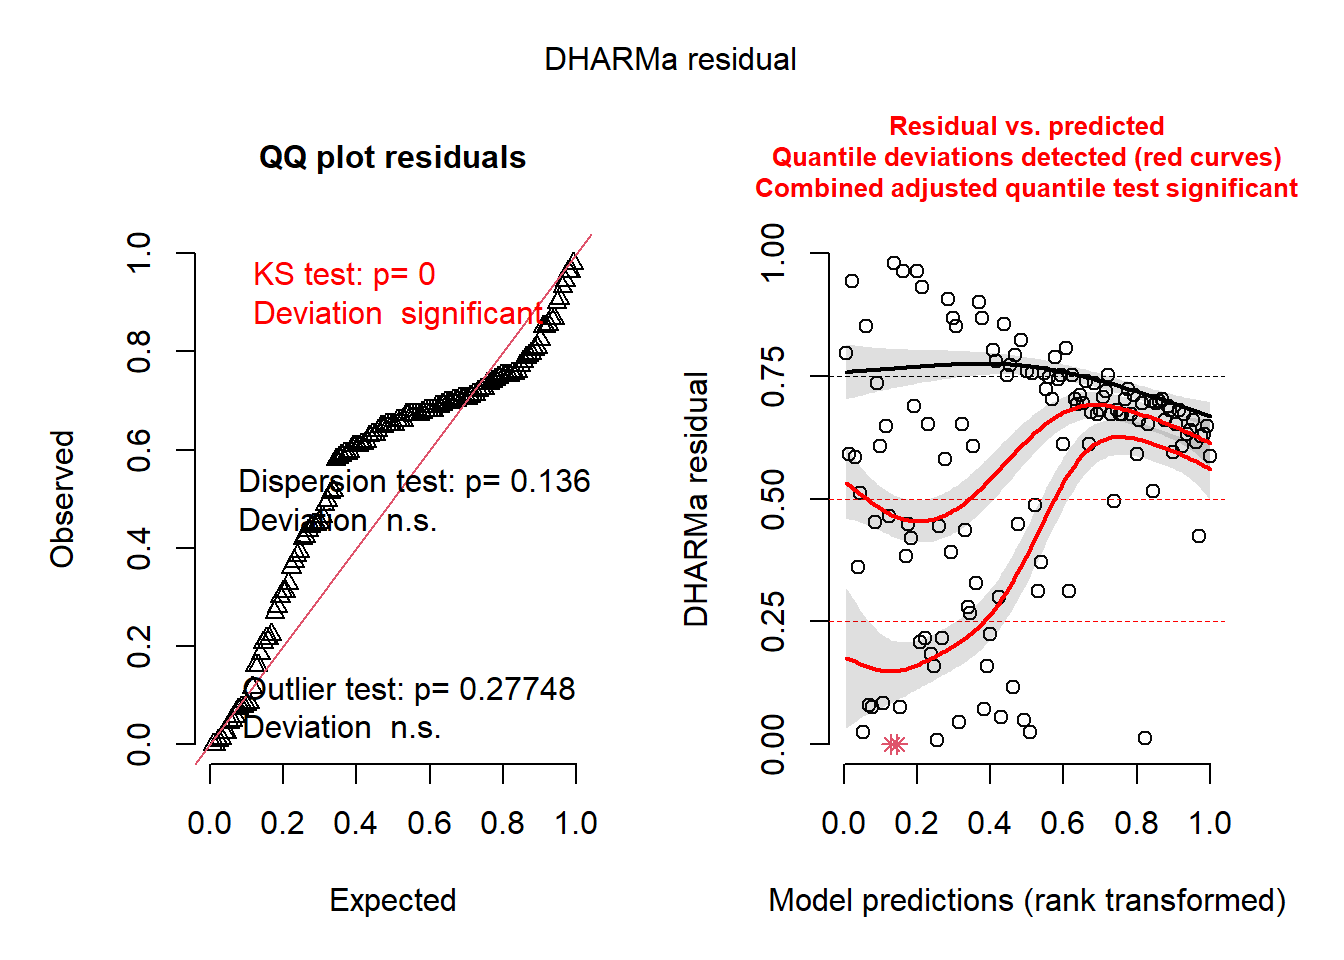 DHARMa residual
QQ plot residuals
KS test: p= 0
Deviation  significant
Dispersion test: p= 0.136
Deviation  n.s.
Outlier test: p= 0.27748
Deviation  n.s.
Observed
0.0
0.2
0.4
0.6
0.8
1.0
0.0 0.2 0.4 0.6 0.8 1.0
Expected
Residual vs. predicted
Quantile deviations detected (red curves)
Combined adjusted quantile test significant
DHARMa residual
0.00
0.25
0.50
0.75
1.00
0.0 0.2 0.4 0.6 0.8 1.0
Model predictions (rank transformed)